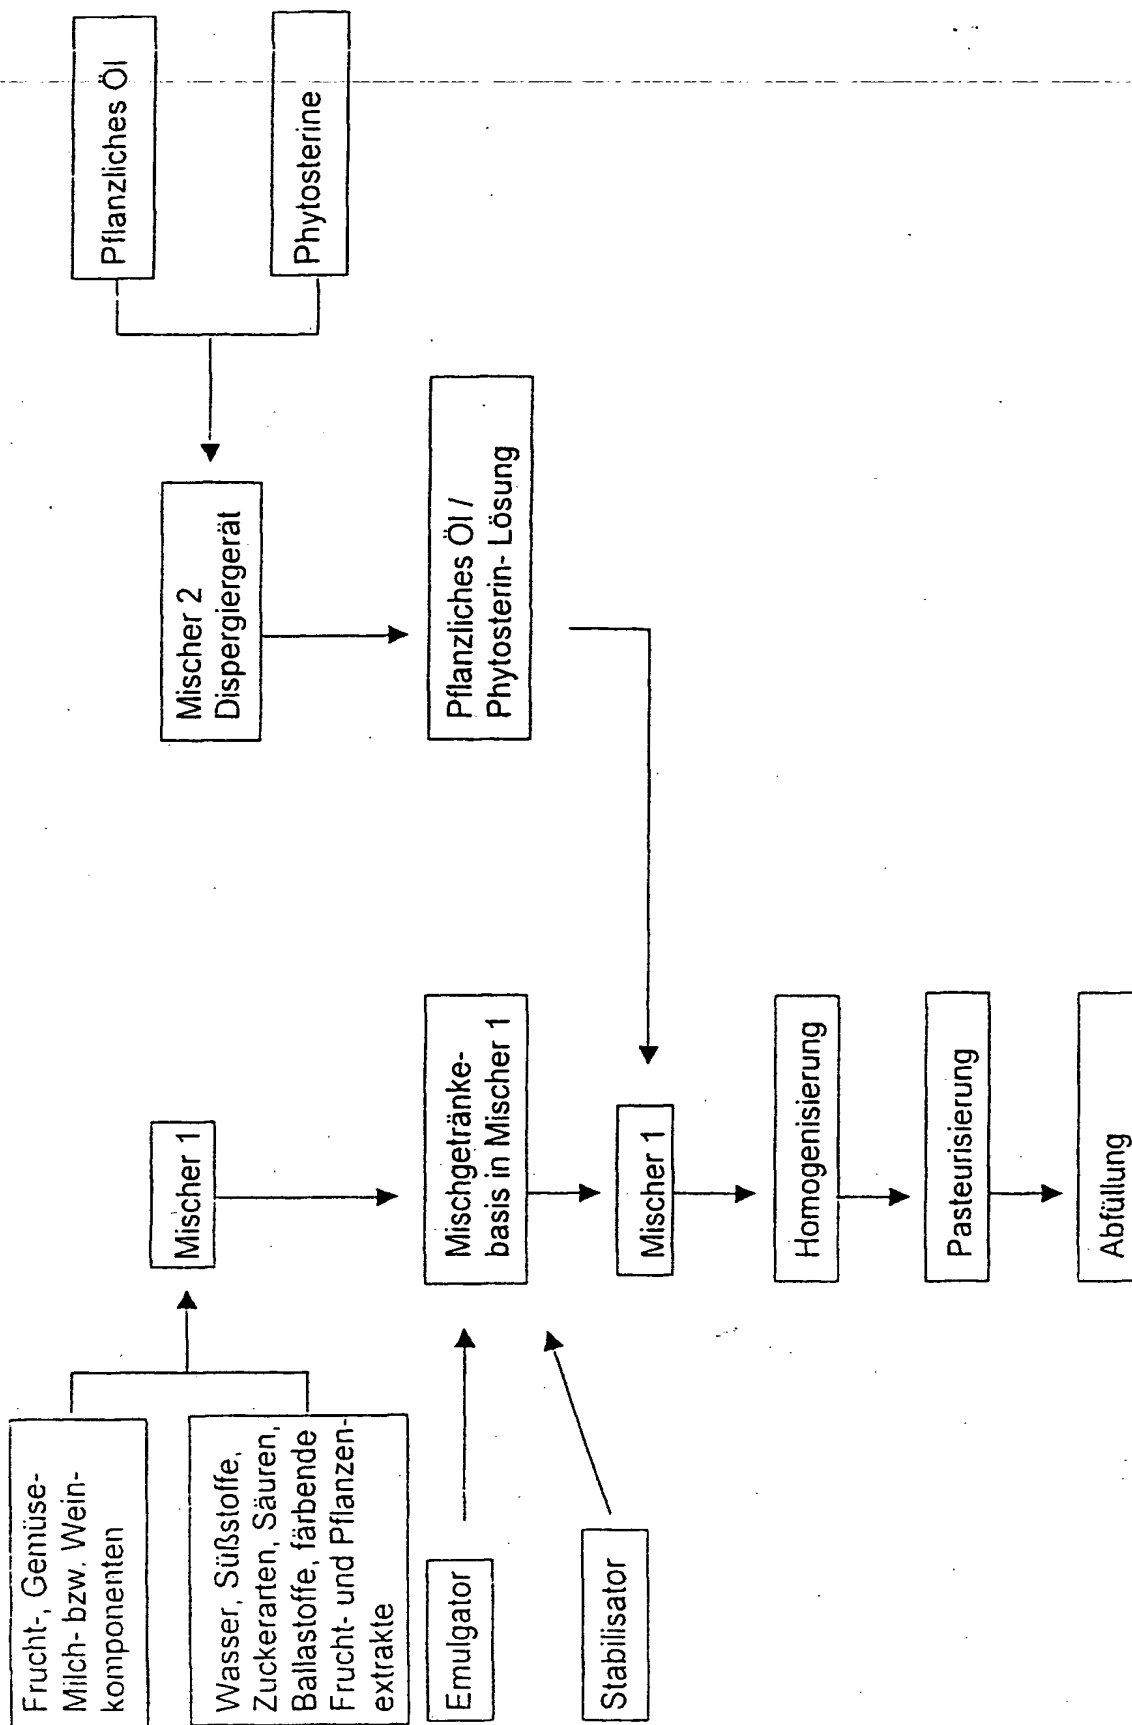 Frucht-, Gemüse-
Milch- bzw. Wein-
komponenten
Wasser, Süßstoffe,
Zuckerarten, Säuren,
Ballastoffe, färbende
Frucht- und Pflanzen-
extrakte
Emulgator
Stabilisator
Mischer 1
Mischgetränke-
basis in Mischer 1
Mischer 1
Homogenisierung
Pasteurisierung
Abfüllung
Mischer 2
Dispergiergerät
Pflanzliches Öl /
Phytosterin- Lösung
Pflanzliches Öl
Phytosterine